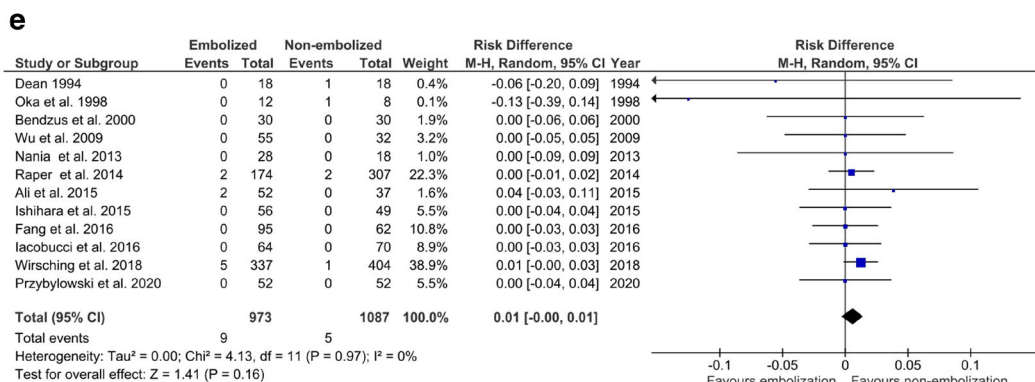 e
Embolized Non-embolized Risk Difference Risk Difference
Study or Subgroup Events Total Events Total Weight M-H, Random, 95% CI Year M-H, Random, 95% CI
Dean 1994 0 18 1 18 0.4% -0.06 [-0.20, 0.09] 1994
Oka et al. 1998 0 12 1 8 0.1% -0.13 [-0.39, 0.14] 1998
Bendzus et al. 2000 0 30 0 30 2.1% 0.00 [-0.06, 0.06] 2000
Wu et al. 2009 0 55 0 32 3.2% 0.00 [-0.05, 0.05] 2009
Nania et al. 2013 0 28 0 18 1.0% 0.00 [-0.09, 0.09] 2013
Raper et al. 2014 2 174 2 307 22.3% 0.00 [-0.01, 0.02] 2014
Ali et al. 2015 2 52 0 37 1.6% 0.04 [-0.03, 0.11] 2015
Ishihara et al. 2015 0 56 0 49 5.5% 0.00 [-0.04, 0.04] 2015
Fang et al. 2016 0 95 0 62 10.8% 0.00 [-0.03, 0.03] 2016
Iacobucci et al. 2016 0 64 0 70 8.9% 0.00 [-0.03, 0.03] 2016
Wirsching et al. 2018 5 337 1 404 38.9% 0.01 [-0.00, 0.03] 2018
Przybylowski et al. 2020 0 52 0 52 5.5% 0.00 [-0.04, 0.04] 2020
Total (95% CI) 973 1087 100.0% 0.01 [-0.00, 0.01]
Total events 9 5
Heterogeneity: Tau² = 0.00; Chi² = 4.13, df = 11 (P = 0.97); I² = 0%
Test for overall effect: Z = 1.41 (P = 0.16)
-0.1 -0.05 0 0.05 0.1
Favours embolization Favours non-embolization